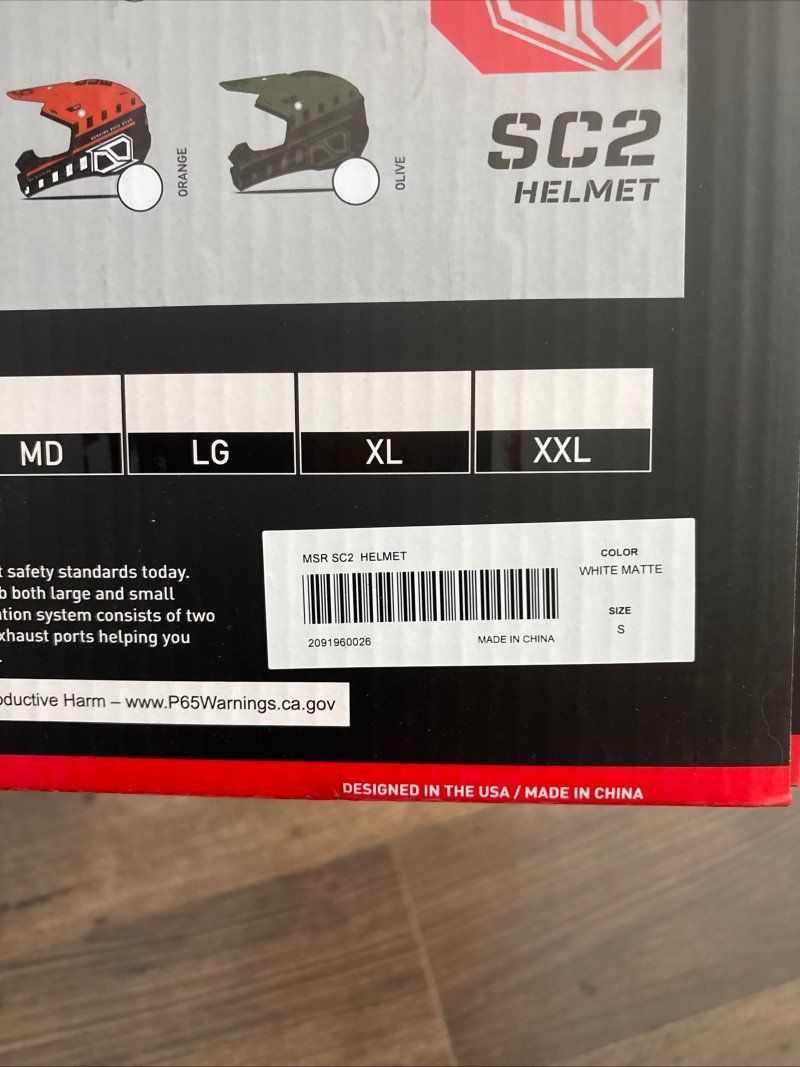 ORANGE
OLIVE
SC2
HELMET
MD
LG
XL
XXL
t safety standards today.
b both large and small
ation system consists of two
xhaust ports helping you
.
MSR SC2 HELMET
COLOR
WHITE MATTE
SIZE
S
2091960026
MADE IN CHINA
oductive Harm – www.P65Warnings.ca.gov
DESIGNED IN THE USA / MADE IN CHINA